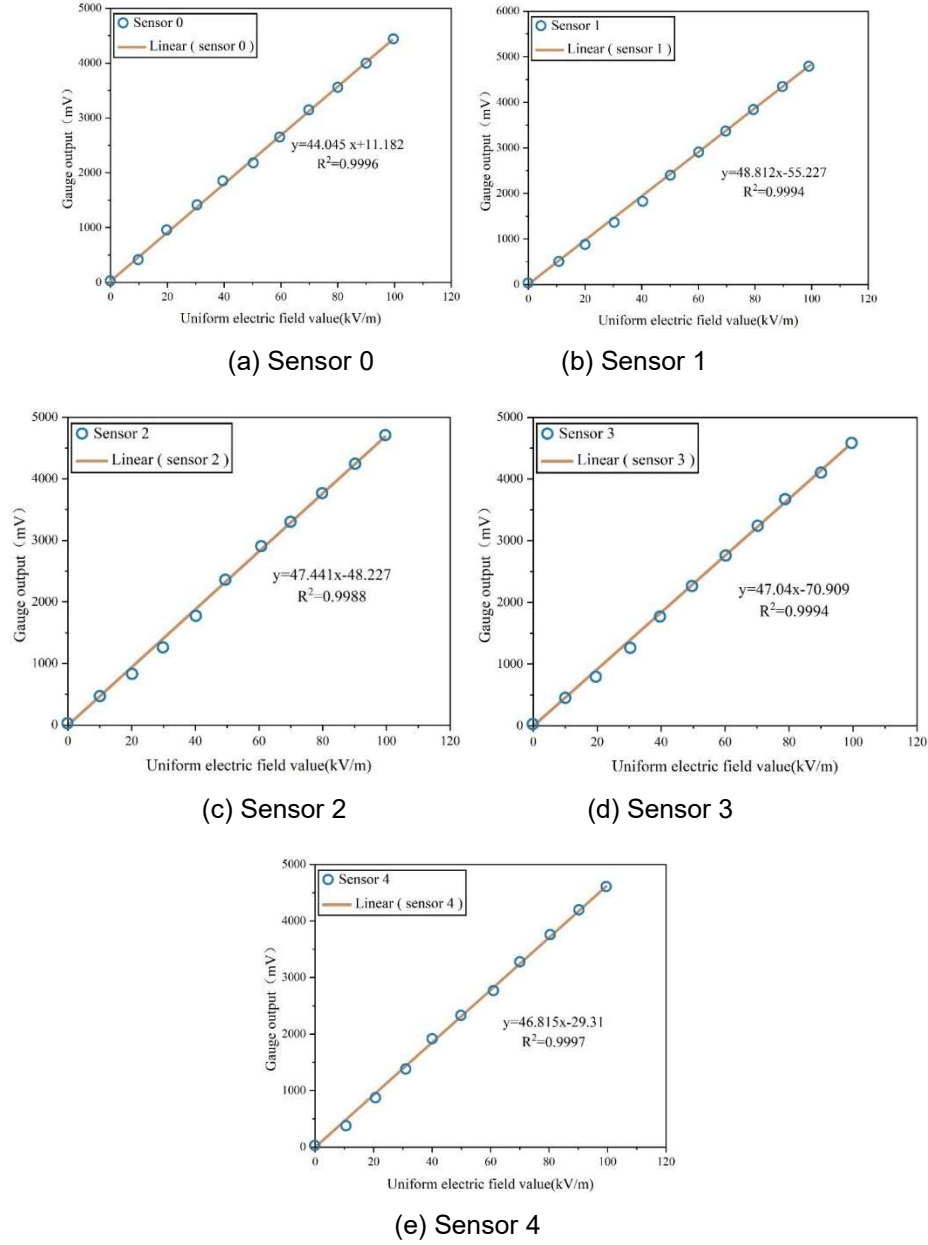 Sensor 0
Linear ( sensor 0 )
5000
4000
3000
2000
1000
0
Gauge output（mV）
y=44.045 x+11.182
R²=0.9996
0 20 40 60 80 100 120
Uniform electric field value(kV/m)
(a) Sensor 0
Sensor 1
Linear ( sensor 1 )
6000
5000
4000
3000
2000
1000
0
Gauge output（mV）
y=48.812x-55.227
R²=0.9994
0 20 40 60 80 100 120
Uniform electric field value(kV/m)
(b) Sensor 1
Sensor 2
Linear ( sensor 2 )
5000
4000
3000
2000
1000
0
Gauge output（mV）
y=47.441x-48.227
R²=0.9988
0 20 40 60 80 100 120
Uniform electric field value(kV/m)
(c) Sensor 2
Sensor 3
Linear ( sensor 3 )
5000
4000
3000
2000
1000
0
Gauge output（mV）
y=47.04x-70.909
R²=0.9994
0 20 40 60 80 100 120
Uniform electric field value(kV/m)
(d) Sensor 3
Sensor 4
Linear ( sensor 4 )
5000
4000
3000
2000
1000
0
Gauge output（mV）
y=46.815x-29.31
R²=0.9997
0 20 40 60 80 100 120
Uniform electric field value(kV/m)
(e) Sensor 4